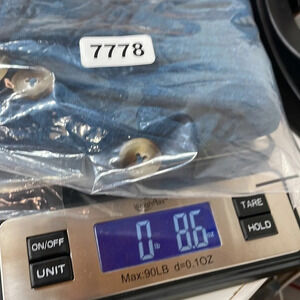 7778
TARE
HOLD
ON/OFF
UNIT
0 lb 8.6 oz
Max:90LB d=0.1OZ